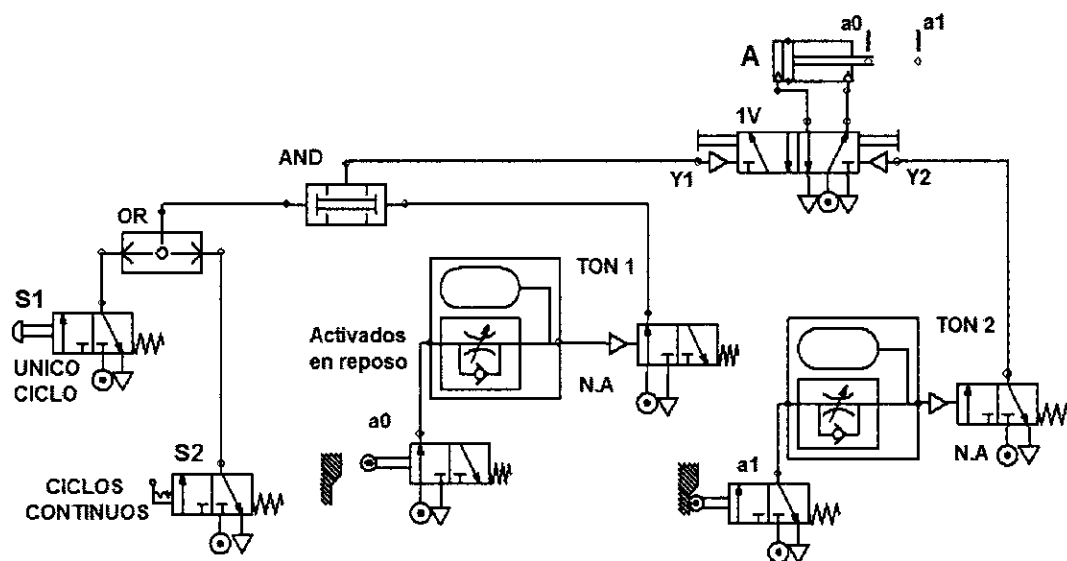 a0
a1
A
1V
AND
Y1
Y2
OR
TON 1
S1
Activados
en reposo
TON 2
UNICO
CICLO
N.A
a0
S2
a1
N.A
CICLOS
CONTINUOS